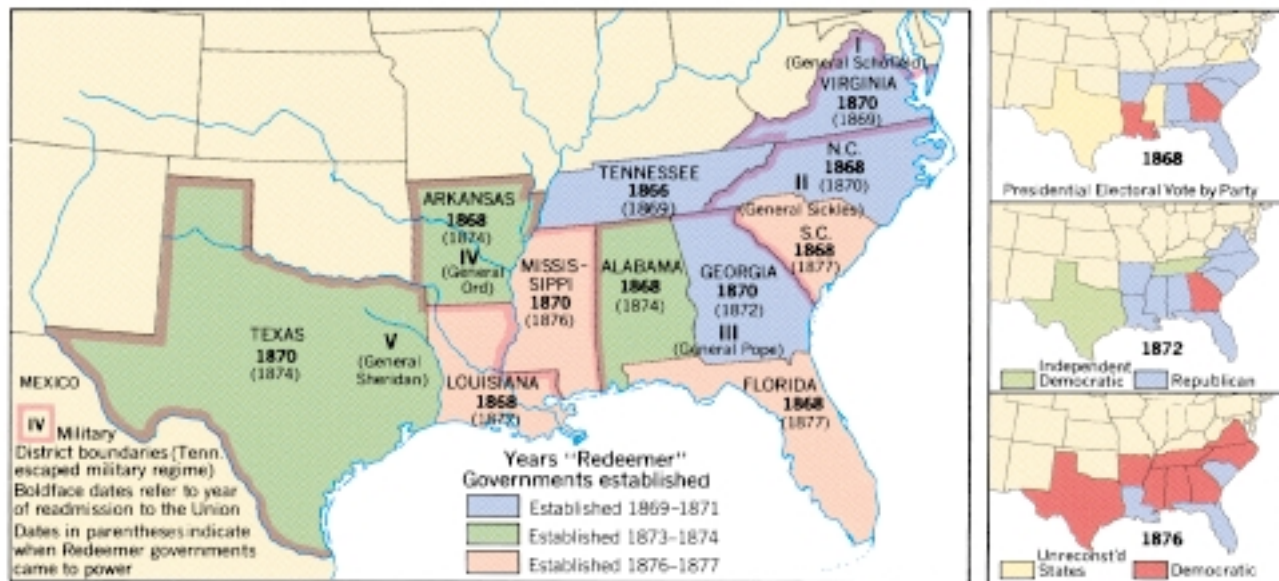 I
(General Schofield)
VIRGINIA
1870
(1869)
N.C.
1868
II (1870)
(General Sickles)
TENNESSEE
1866
(1869)
S.C.
1868
(1877)
ARKANSAS
1868
(1874)
IV
(General
Ord)
MISSIS-
SIPPI
1870
(1876)
ALABAMA
1868
(1874)
GEORGIA
1870
(1872)
III
(General Pope)
TEXAS
1870
(1874)
V
(General
Sheridan)
LOUISIANA
1868
(1877)
FLORIDA
1868
(1877)
MEXICO
IV Military
District boundaries (Tenn.
escaped military regime)
Boldface dates refer to year
of readmission to the Union
Dates in parentheses indicate
when Redeemer governments
came to power
Years "Redeemer"
Governments established
Established 1869–1871
Established 1873–1874
Established 1876–1877
1868
Presidential Electoral Vote by Party
1872
Independent
Democratic
Republican
1876
Unreconst'd
States
Democratic